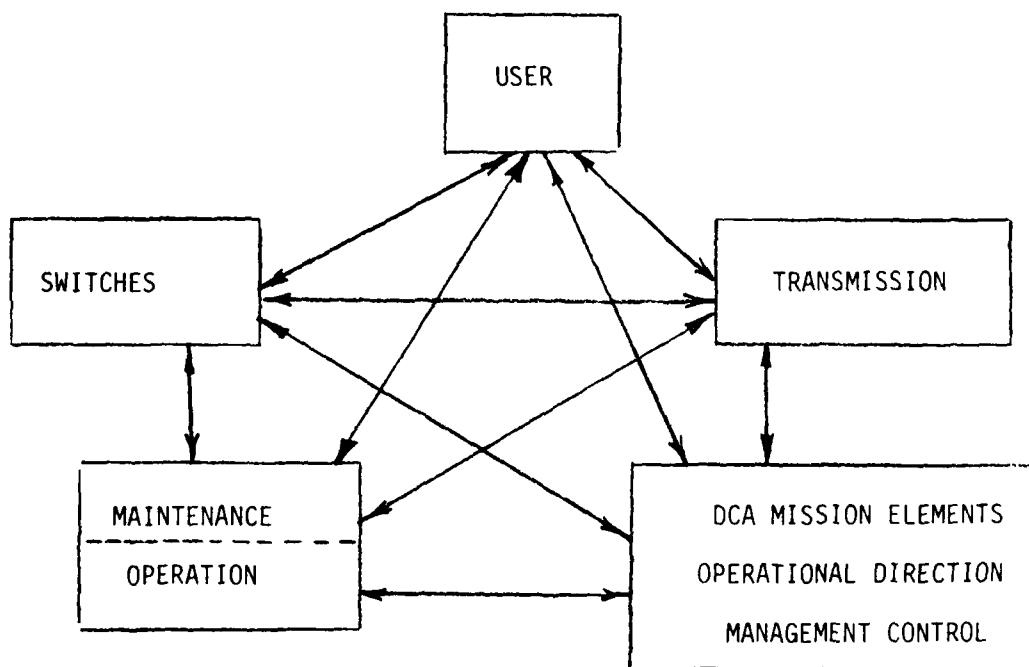 USER
SWITCHES
TRANSMISSION
MAINTENANCE
OPERATION
DCA MISSION ELEMENTS
OPERATIONAL DIRECTION
MANAGEMENT CONTROL